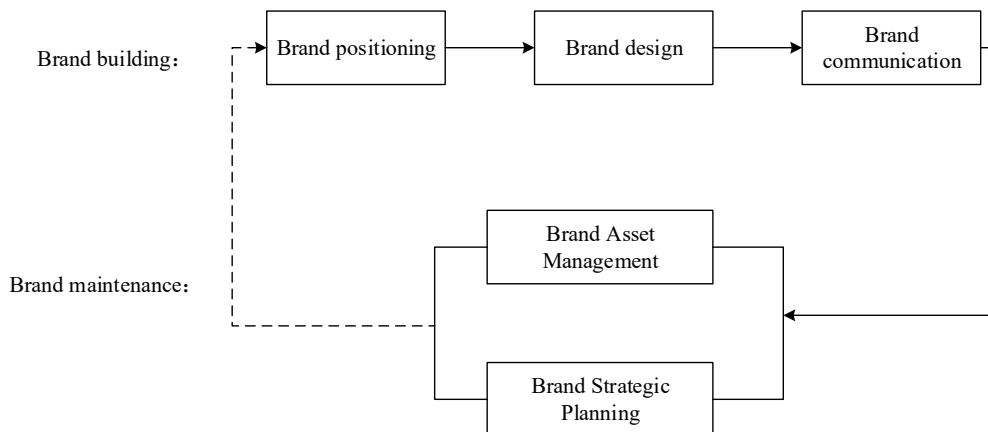 Brand building：
Brand positioning
Brand design
Brand
communication
Brand maintenance：
Brand Asset
Management
Brand Strategic
Planning